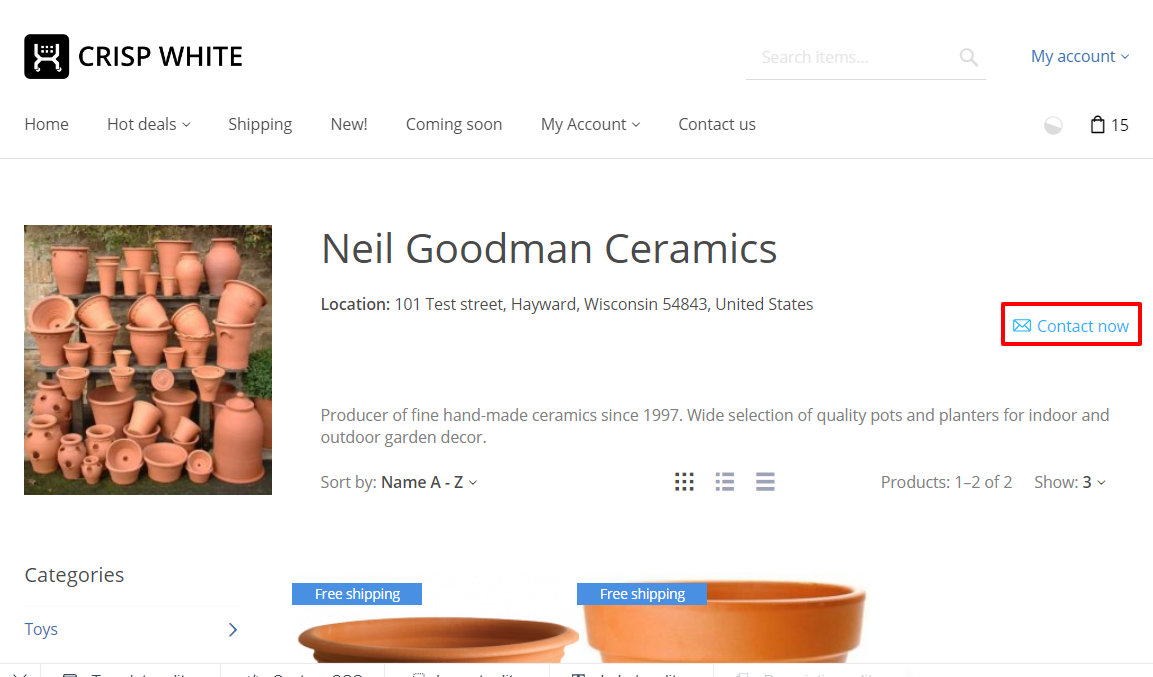 CRISP WHITE
Search items...
My account
Home
Hot deals
Shipping
New!
Coming soon
My Account
Contact us
15
Neil Goodman Ceramics
Location: 101 Test street, Hayward, Wisconsin 54843, United States
Contact now
Producer of fine hand-made ceramics since 1997. Wide selection of quality pots and planters for indoor and
outdoor garden decor.
Sort by: Name A - Z
Products: 1–2 of 2
Show: 3
Categories
Free shipping
Free shipping
Toys